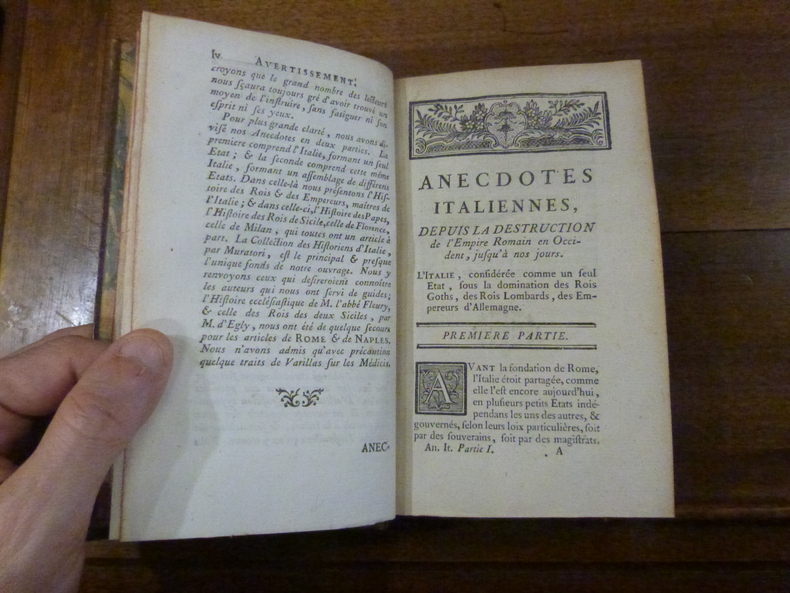 iv AVERTISSEMENT.
croyons que le grand nombre des lecteurs
nous sçaura toujours gré d'avoir trouvé un
moyen de l'instruire, sans fatiguer ni son
esprit ni ses yeux.
Pour plus grande clarté, nous avons di-
visé nos Anecdotes en deux parties. La
premiere comprend l'Italie, formant un seul
Etat ; & la seconde comprend cette même
Italie, formant un assemblage de différens
Etats. Dans celle-là nous présentons l'His-
toire des Rois & des Empereurs, maîtres de
l'Italie ; & dans celle-ci, l'Histoire des Papes,
l'Histoire des Rois de Sicile, celle de Florence,
celle de Milan, qui toutes ont un article à
part. La Collection des Historiens d'Italie,
par Muratori, est le principal & presque
l'unique fonds de notre ouvrage. Nous y
renvoyons ceux qui desireroient connoître
les auteurs qui nous ont servi de guides ;
l'Histoire ecclésiastique de M. l'abbé Fleury,
& celle des Rois des deux Siciles, par
M. d'Egly, nous ont été de quelque secours
pour les articles de ROME & de NAPLES.
Nous n'avons admis qu'avec précaution
quelque traits de Varillas sur les Médicis.
ANEC-
ANECDOTES
ITALIENNES,
DEPUIS LA DESTRUCTION
de l'Empire Romain en Occi-
dent, jusqu'à nos jours.
L'ITALIE, considérée comme un seul
Etat, sous la domination des Rois
Goths, des Rois Lombards, des Em-
pereurs d'Allemagne.
PREMIERE PARTIE.
AVANT la fondation de Rome,
l'Italie étoit partagée, comme
elle l'est encore aujourd'hui,
en plusieurs petits Etats indé-
pendans les uns des autres, &
gouvernés, selon leurs loix particulieres, soit
par des souverains, soit par des magistrats.
An. It. Partie I. A